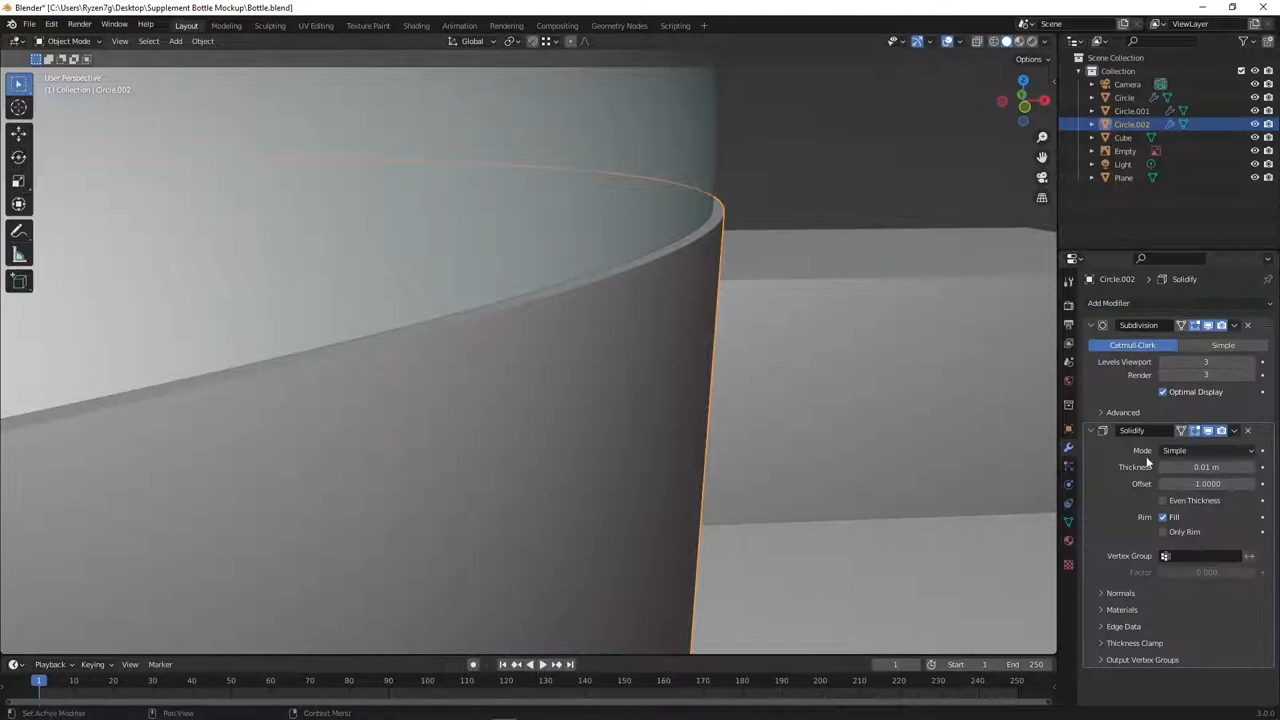 Blender* [C:\Users\Ryzen7g\Desktop\Supplement Bottle Mockup\Bottle.blend]
File Edit Render Window Help Layout Modeling Sculpting UV Editing Texture Paint Shading Animation Rendering Compositing Geometry Nodes Scripting Scene ViewLayer
Object Mode View Select Add Object Global
Options
User Perspective
(1) Collection | Circle.002
Z
Y
X
Scene Collection
Collection
Camera
Circle
Circle.001
Circle.002
Cube
Empty
Light
Plane
Circle.002 > Solidify
Add Modifier
Subdivision
Catmull-Clark Simple
Levels Viewport 3
Render 3
Optimal Display
Advanced
Solidify
Mode Simple
Thickness 0.01 m
Offset -1.0000
Even Thickness
Rim Fill
Only Rim
Vertex Group
Factor 0.000
Normals
Materials
Edge Data
Thickness Clamp
Output Vertex Groups
Playback Keying View Marker 1 Start 1 End 250
1 10 20 30 40 50 60 70 80 90 100 110 120 130 140 150 160 170 180 190 200 210 220 230 240 250
Set Active Modifier Pan View Context Menu 3.0.0